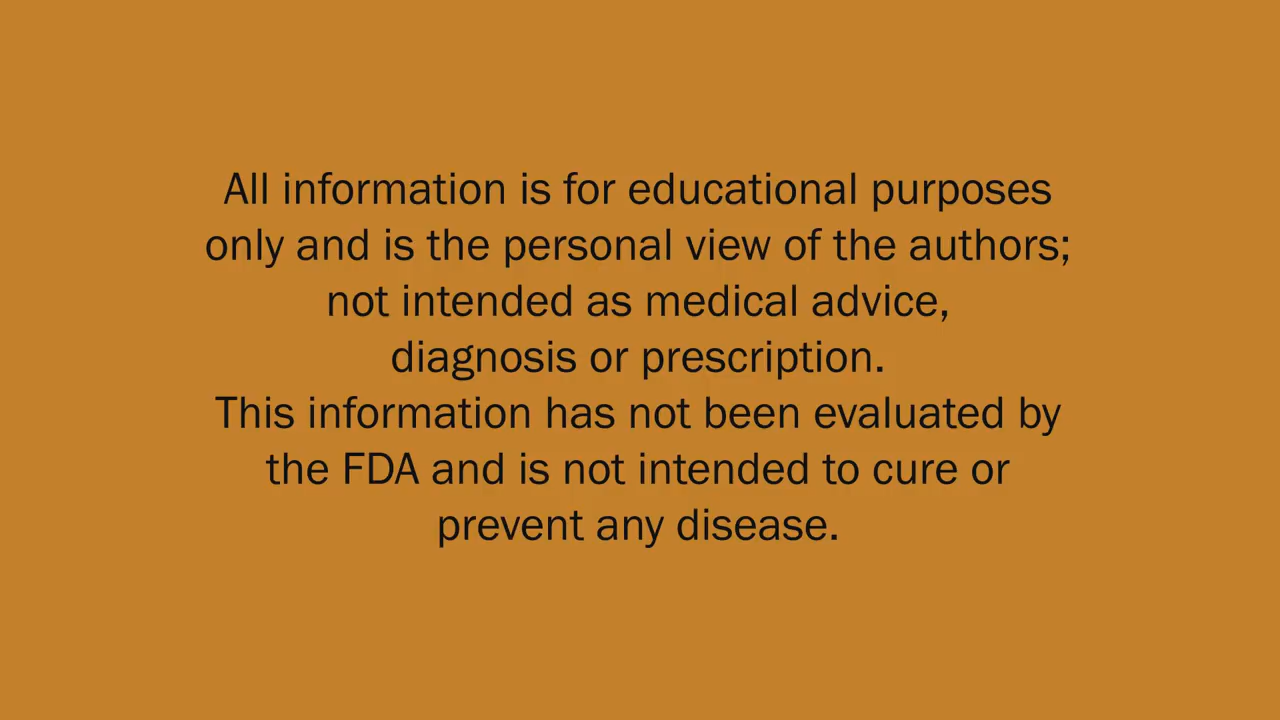 All information is for educational purposes
only and is the personal view of the authors;
not intended as medical advice,
diagnosis or prescription.
This information has not been evaluated by
the FDA and is not intended to cure or
prevent any disease.